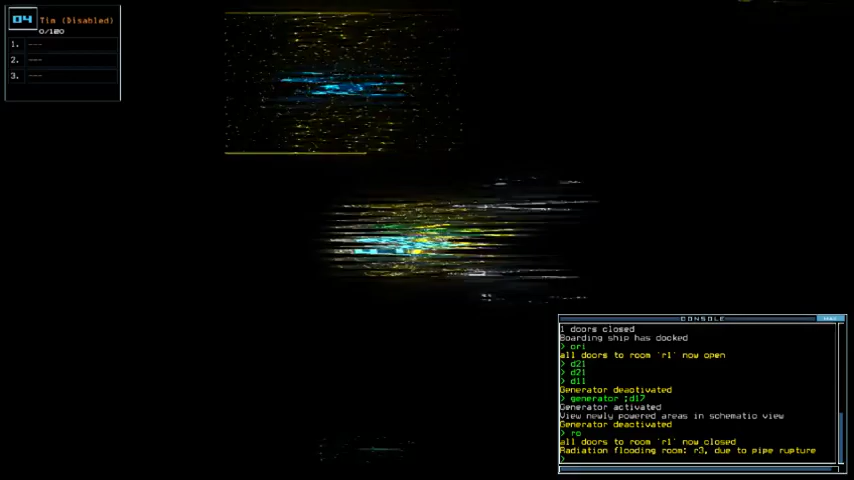 04 Tim (Disabled)
0/100
1. ---
2. ---
3. ---
CONSOLE
1 doors closed
Boarding ship has docked
> ori
all doors to room 'r1' now open
> d21
> d21
> d11
Generator deactivated
> generator ;d17
Generator activated
View newly powered areas in schematic view
Generator deactivated
> ro
all doors to room 'r1' now closed
Radiation flooding room: r3, due to pipe rupture
>